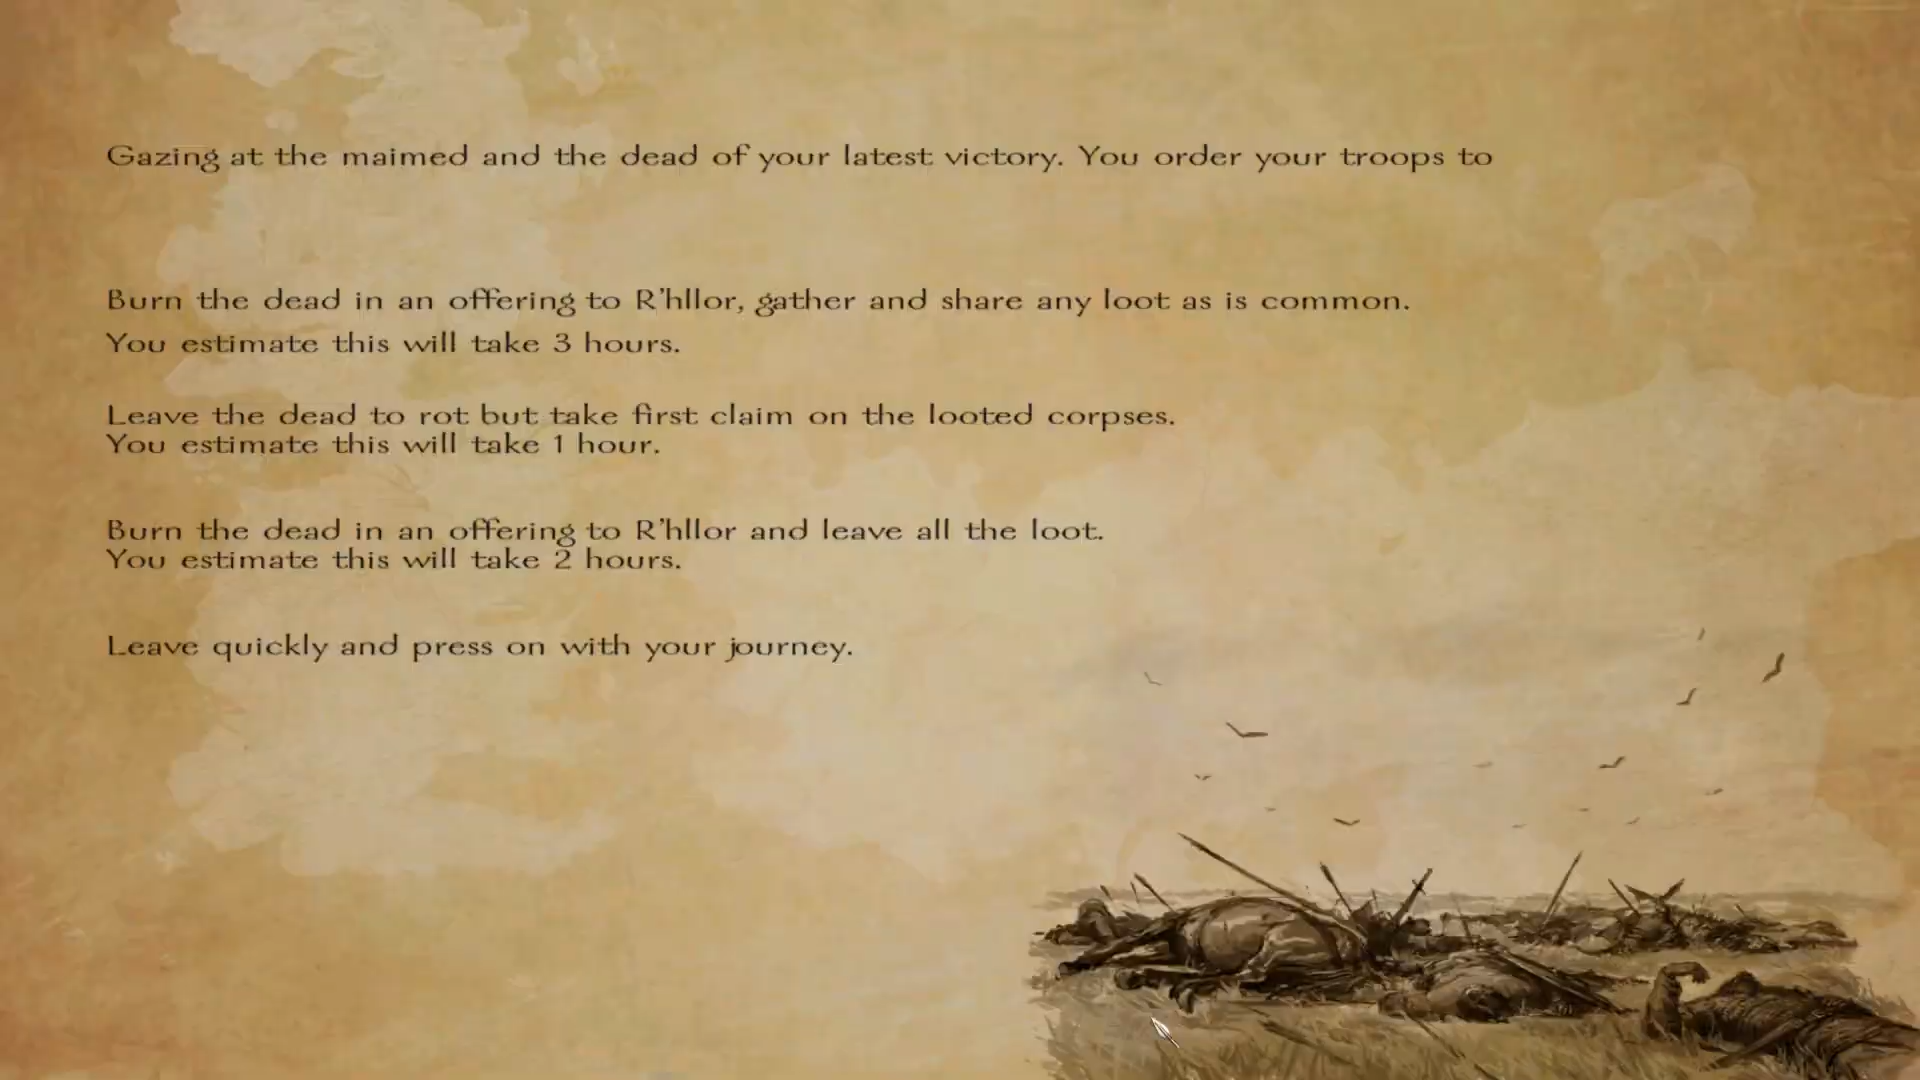 Gazing at the maimed and the dead of your latest victory. You order your troops to
Burn the dead in an offering to R'hllor, gather and share any loot as is common.
You estimate this will take 3 hours.
Leave the dead to rot but take first claim on the looted corpses.
You estimate this will take 1 hour.
Burn the dead in an offering to R'hllor and leave all the loot.
You estimate this will take 2 hours.
Leave quickly and press on with your journey.